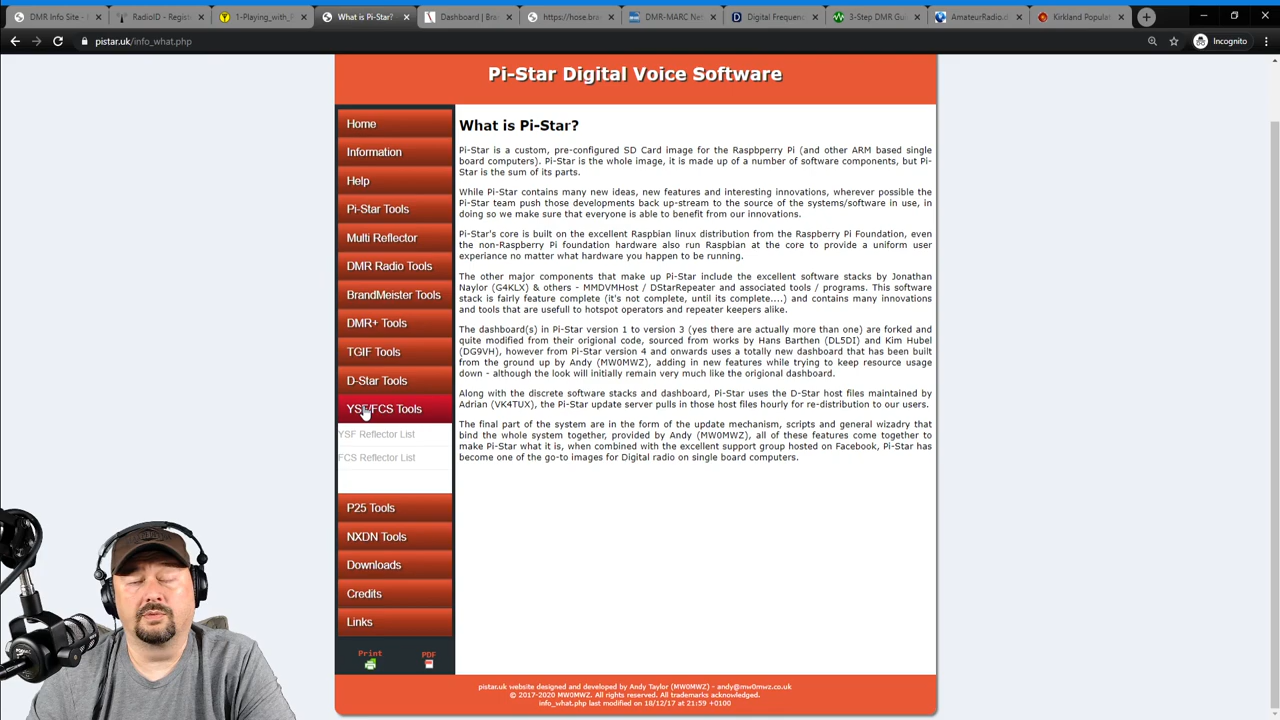 DMR Info Site -
RadioID - Regist
1-Playing_with_P
What is Pi-Star?
Dashboard | Bra
https://hose.bra
DMR-MARC Net
Digital Frequenc
3-Step DMR Gui
AmateurRadio.c
Kirkland Popula
pistar.uk/info_what.php
Incognito
Pi-Star Digital Voice Software
Home
Information
Help
Pi-Star Tools
Multi Reflector
DMR Radio Tools
BrandMeister Tools
DMR+ Tools
TGIF Tools
D-Star Tools
YSF/FCS Tools
YSF Reflector List
FCS Reflector List
P25 Tools
NXDN Tools
Downloads
Credits
Links
Print
PDF
What is Pi-Star?
Pi-Star is a custom, pre-configured SD Card image for the Raspbperry Pi (and other ARM based single
board computers). Pi-Star is the whole image, it is made up of a number of software components, but Pi-
Star is the sum of its parts.
While Pi-Star contains many new ideas, new features and interesting innovations, wherever possible the
Pi-Star team push those developments back up-stream to the source of the systems/software in use, in
doing so we make sure that everyone is able to benefit from our innovations.
Pi-Star's core is built on the excellent Raspbian linux distribution from the Raspberry Pi Foundation, even
the non-Raspberry Pi foundation hardware also run Raspbian at the core to provide a uniform user
experiance no matter what hardware you happen to be running.
The other major components that make up Pi-Star include the excellent software stacks by Jonathan
Naylor (G4KLX) & others - MMDVMHost / DStarRepeater and associated tools / programs. This software
stack is fairly feature complete (it's not complete, until its complete....) and contains many innovations
and tools that are usefull to hotspot operators and repeater keepers alike.
The dashboard(s) in Pi-Star version 1 to version 3 (yes there are actually more than one) are forked and
quite modified from their origional code, sourced from works by Hans Barthen (DL5DI) and Kim Hubel
(DG9VH), however from Pi-Star version 4 and onwards uses a totally new dashboard that has been built
from the ground up by Andy (MW0MWZ), adding in new features while trying to keep resource usage
down - although the look will initially remain very much like the origional dashboard.
Along with the discrete software stacks and dashboard, Pi-Star uses the D-Star host files maintained by
Adrian (VK4TUX), the Pi-Star update server pulls in those host files hourly for re-distribution to our users.
The final part of the system are in the form of the update mechanism, scripts and general wizadry that
bind the whole system together, provided by Andy (MW0MWZ), all of these features come together to
make Pi-Star what it is, when combined with the excellent support group hosted on Facebook, Pi-Star has
become one of the go-to images for Digital radio on single board computers.
pistar.uk website designed and developed by Andy Taylor (MW0MWZ) - andy@mw0mwz.co.uk
© 2017-2020 MW0MWZ. All rights reserved. All trademarks acknowledged.
info_what.php last modified on 18/12/17 at 21:59 +0100